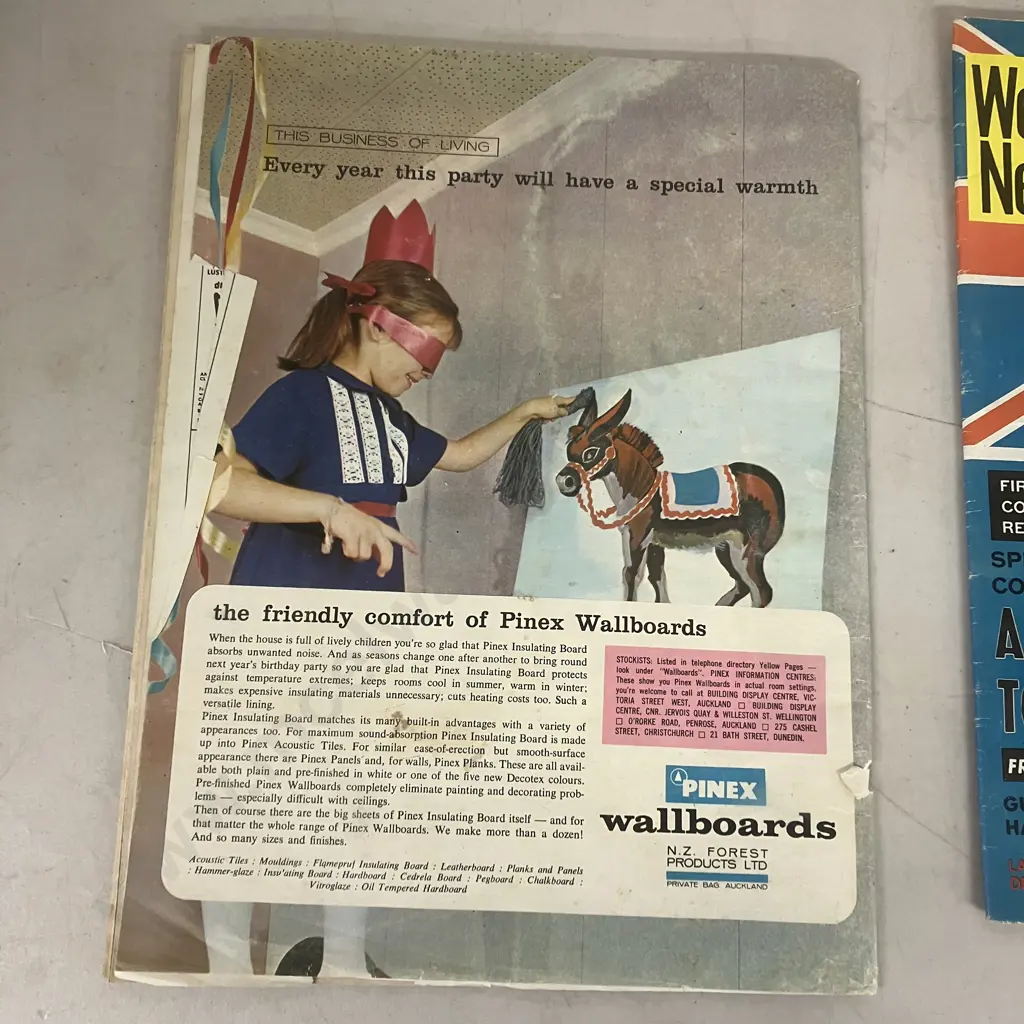 THIS BUSINESS OF LIVING
Every year this party will have a special warmth
LUST
the friendly comfort of Pinex Wallboards
When the house is full of lively children you're so glad that Pinex Insulating Board
absorbs unwanted noise. And as seasons change one after another to bring round
next year's birthday party so you are glad that Pinex Insulating Board protects
against temperature extremes; keeps rooms cool in summer, warm in winter;
makes expensive insulating materials unnecessary; cuts heating costs too. Such a
versatile lining.
Pinex Insulating Board matches its many built-in advantages with a variety of
appearances too. For maximum sound-absorption Pinex Insulating Board is made
up into Pinex Acoustic Tiles. For similar ease-of-erection but smooth-surface
appearance there are Pinex Panels and, for walls, Pinex Planks. These are all avail-
able both plain and pre-finished in white or one of the five new Decotex colours.
Pre-finished Pinex Wallboards completely eliminate painting and decorating prob-
lems — especially difficult with ceilings.
Then of course there are the big sheets of Pinex Insulating Board itself — and for
that matter the whole range of Pinex Wallboards. We make more than a dozen!
And so many sizes and finishes.
Acoustic Tiles : Mouldings : Flamepruf Insulating Board : Leatherboard : Planks and Panels
: Hammer-glaze : Insulating Board : Hardboard : Cedrela Board : Pegboard : Chalkboard :
Vitroglaze : Oil Tempered Hardboard
STOCKISTS: Listed in telephone directory Yellow Pages —
look under "Wallboards". PINEX INFORMATION CENTRES:
These show you Pinex Wallboards in actual room settings,
you're welcome to call at BUILDING DISPLAY CENTRE, VIC-
TORIA STREET WEST, AUCKLAND □ BUILDING DISPLAY
CENTRE, CNR. JERVOIS QUAY & WILLESTON ST. WELLINGTON
□ O'RORKE ROAD, PENROSE, AUCKLAND □ 275 CASHEL
STREET, CHRISTCHURCH □ 21 BATH STREET, DUNEDIN.
PINEX
wallboards
N.Z. FOREST
PRODUCTS LTD
PRIVATE BAG AUCKLAND
We
Ne
FIR
CO
RE
SP
CO
A
T
FR
GU
HA